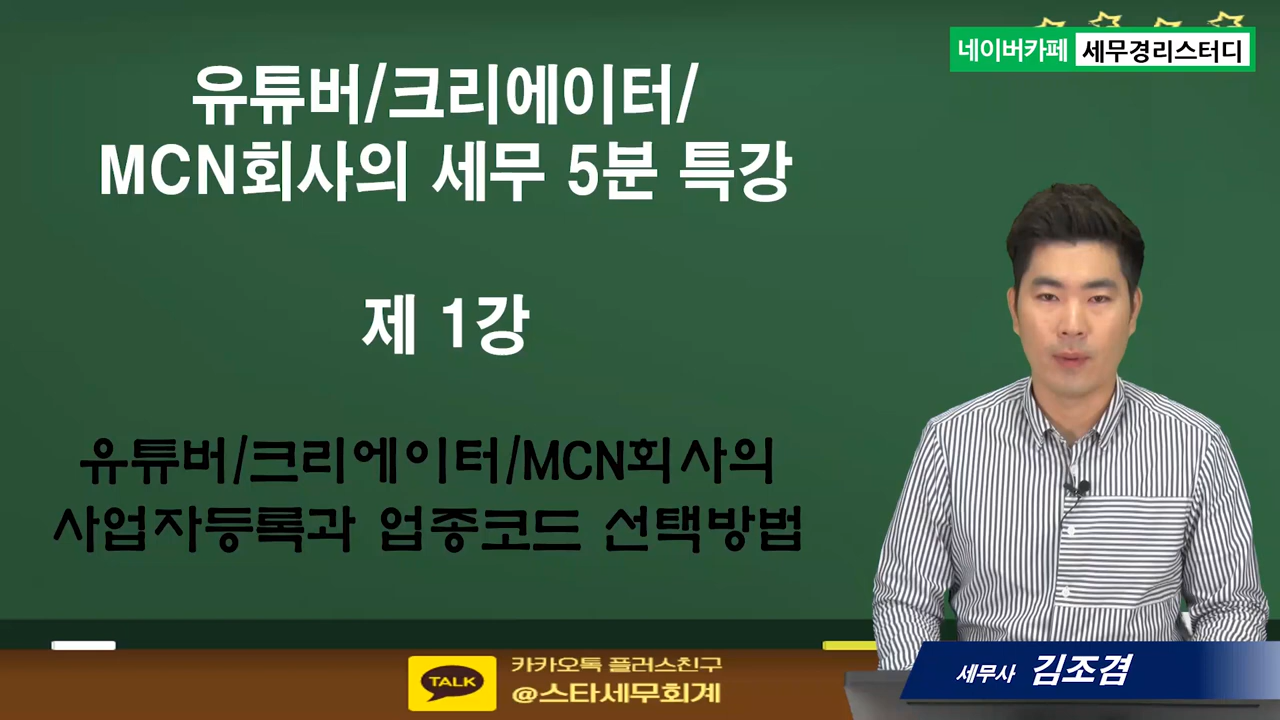 네이버카페 세무경리스터디
유튜버/크리에이터/
MCN회사의 세무 5분 특강
제 1강
유튜버/크리에이터/MCN회사의
사업자등록과 업종코드 선택방법
TALK
카카오톡 플러스친구
@스타세무회계
세무사 김조겸